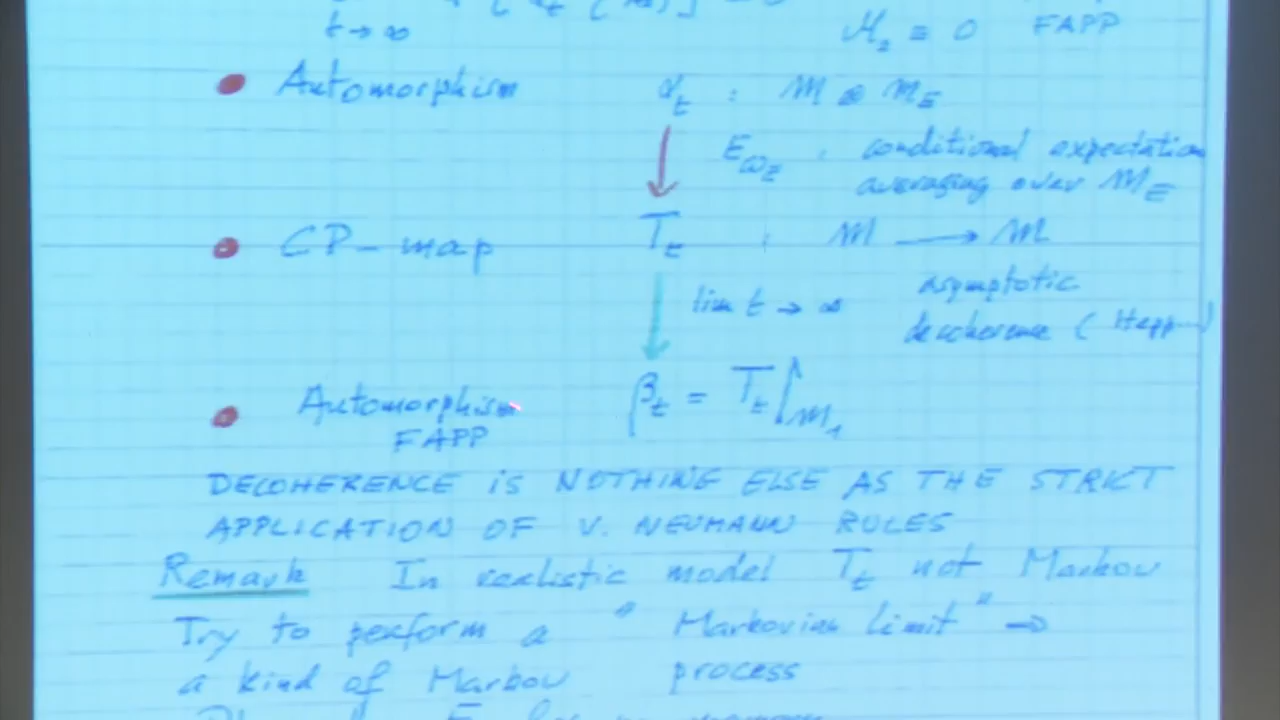 t → ∞ M₂ ≡ 0 FAPP
• Automorphism α_t : M ⊗ M_E
E_ω_E : conditional expectation
averaging over M_E
• CP-map T_t : M → M
lim t → ∞ asymptotic
decoherence (Hepp
• Automorphism β_t = T_t ↾ M₁
FAPP
DECOHERENCE IS NOTHING ELSE AS THE STRICT
APPLICATION OF V. NEUMANN RULES
Remark In realistic model T_t not Markov
Try to perform a "Markovian limit" →
a kind of Markov process